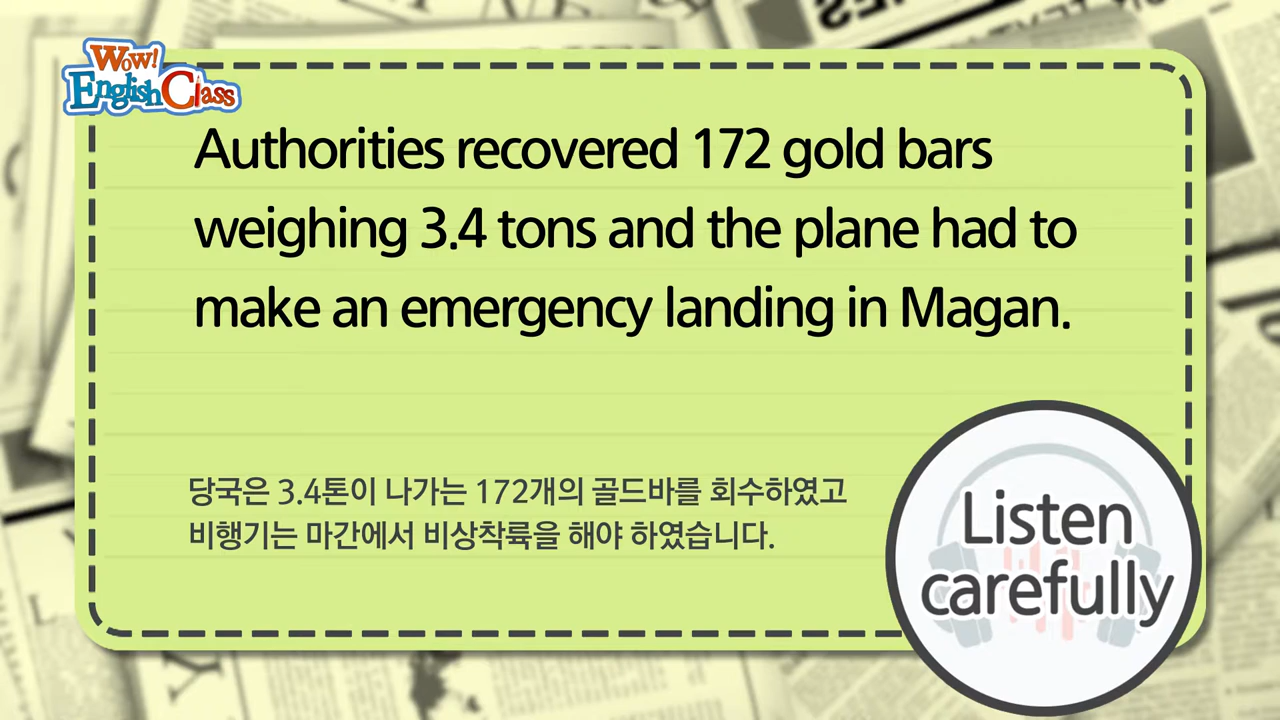 Wow!
English Class
Authorities recovered 172 gold bars
weighing 3.4 tons and the plane had to
make an emergency landing in Magan.
당국은 3.4톤이 나가는 172개의 골드바를 회수하였고
비행기는 마간에서 비상착륙을 해야 하였습니다.
Listen
carefully